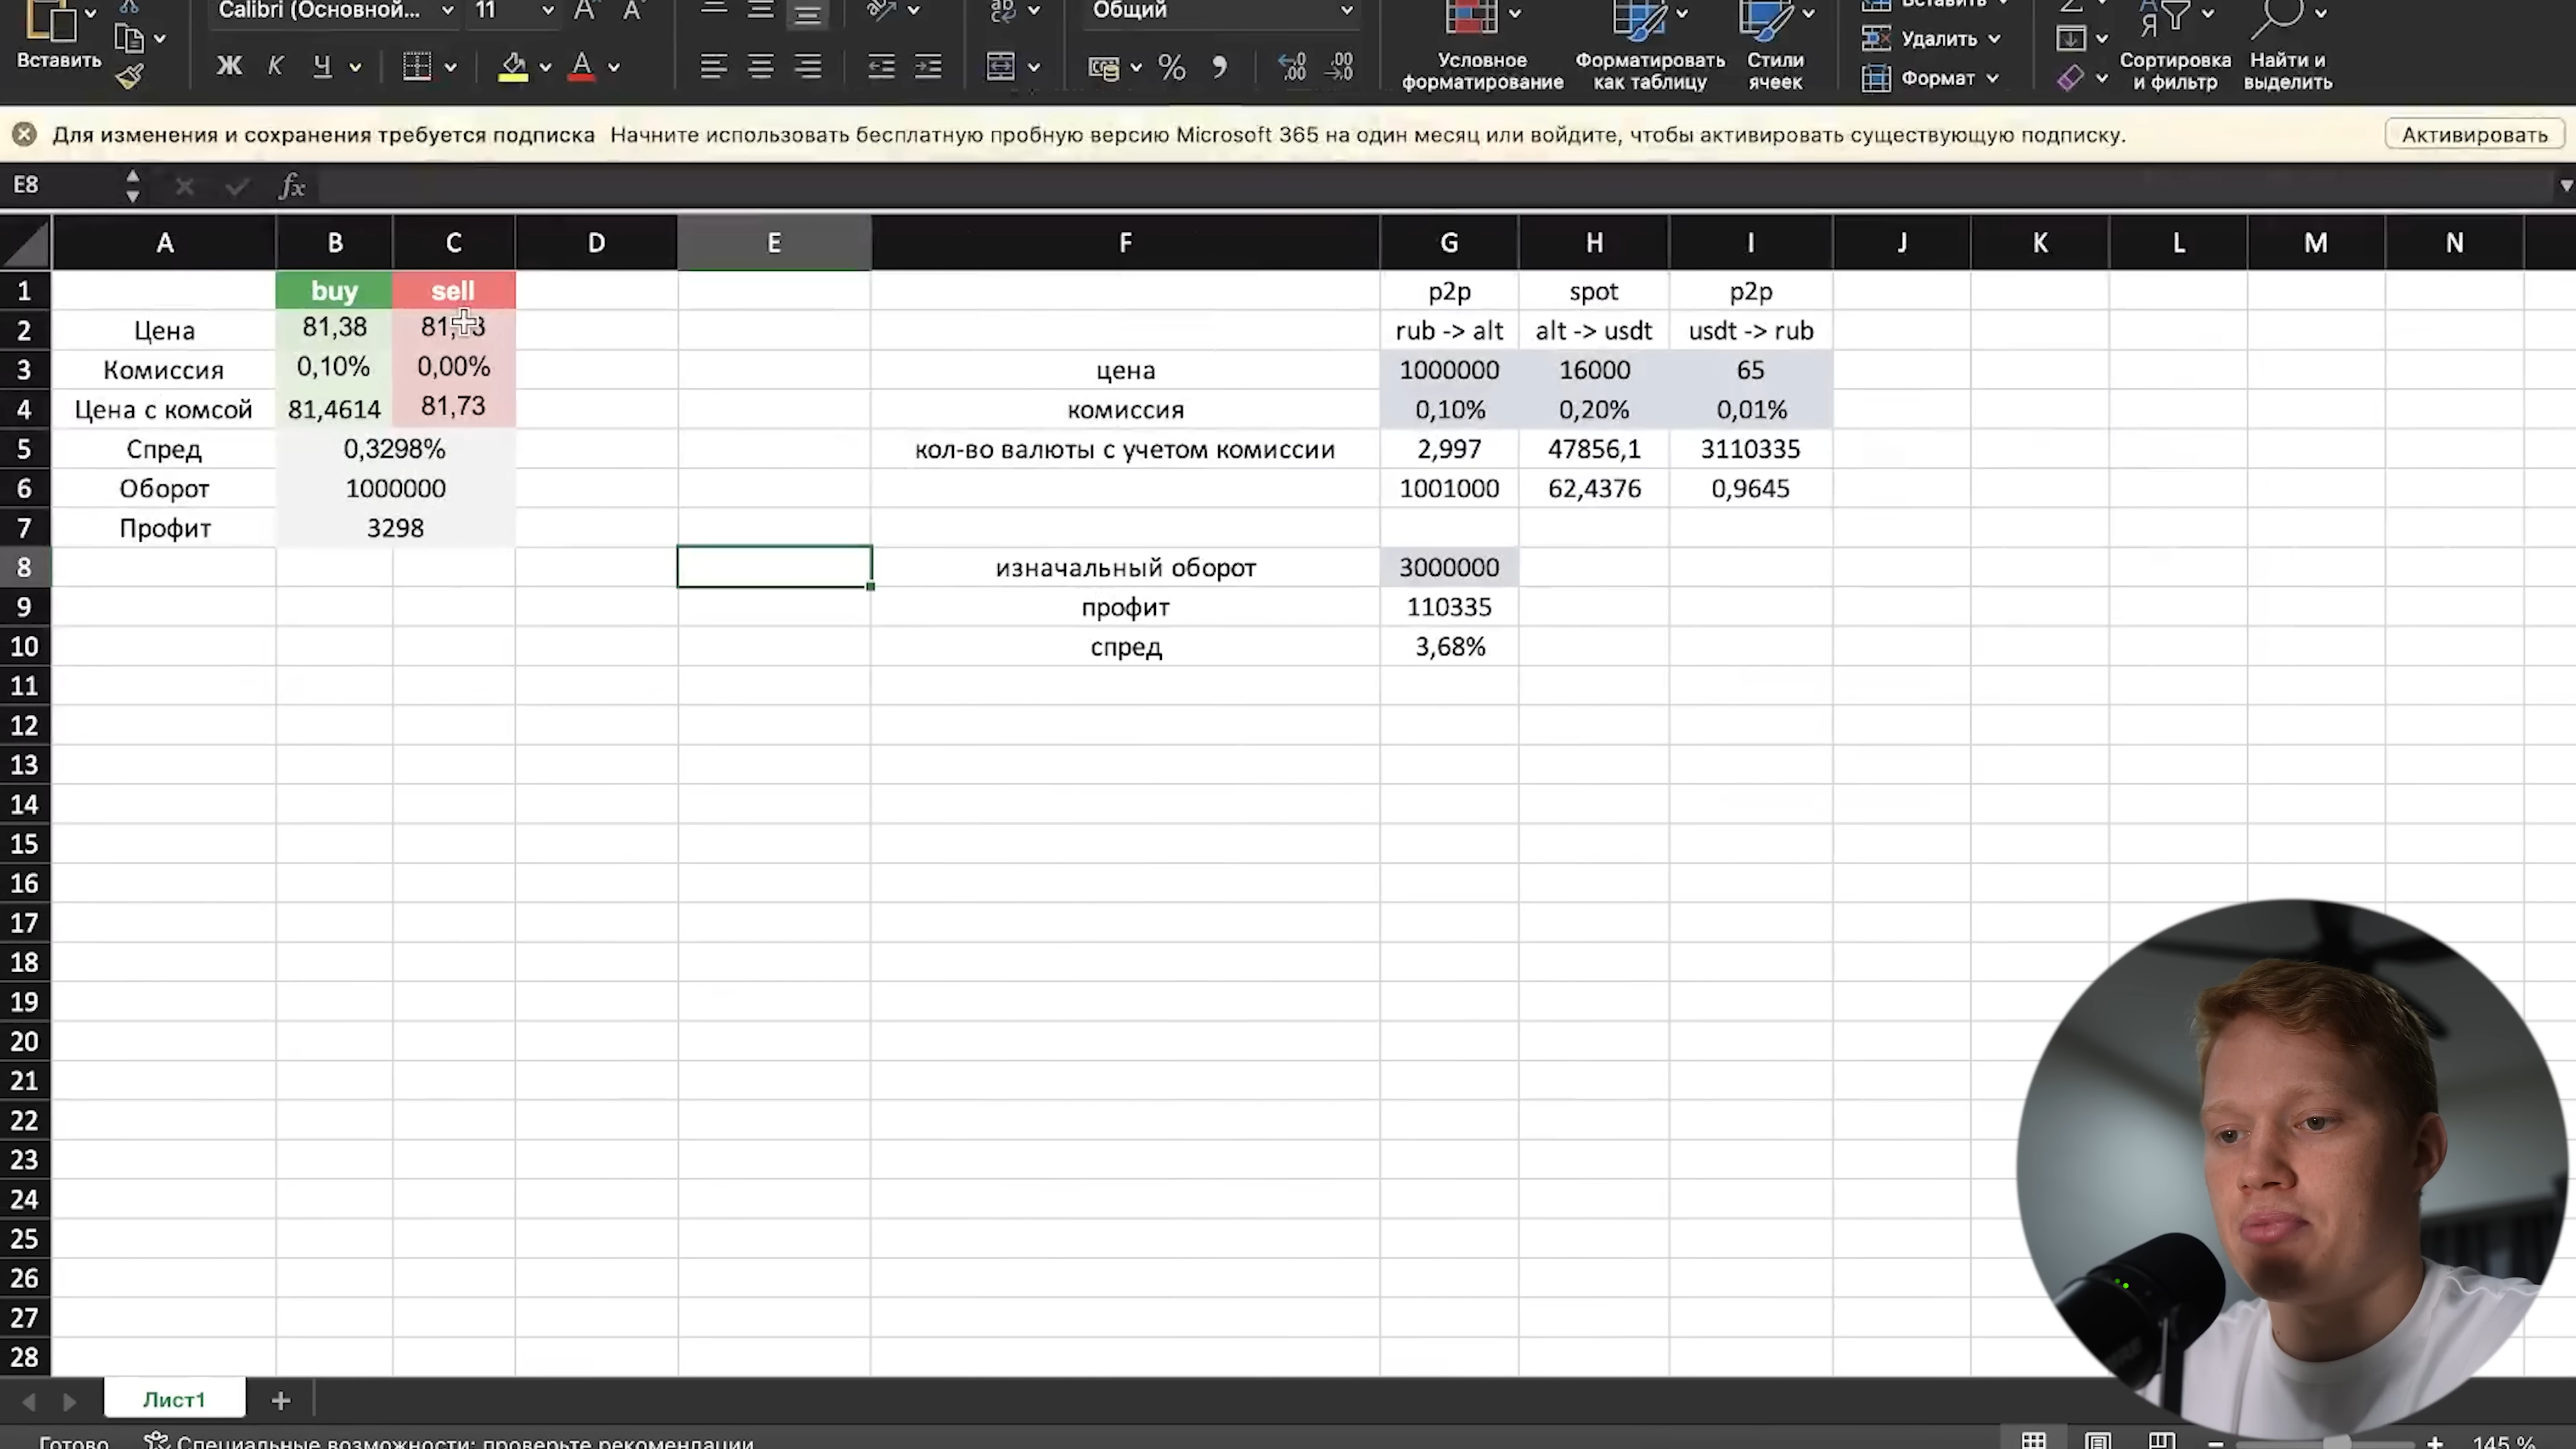 Calibri (Основной... 11 Общий Вставить
Вставить Ж К Ч А % Условное форматирование Форматировать как таблицу Стили ячеек Удалить Формат Сортировка и фильтр Найти и выделить
Для изменения и сохранения требуется подписка Начните использовать бесплатную пробную версию Microsoft 365 на один месяц или войдите, чтобы активировать существующую подписку. Активировать
E8 fx
A B C D E F G H I J K L M N
1 buy sell p2p spot p2p
2 Цена 81,38 rub -> alt alt -> usdt usdt -> rub
3 Комиссия 0,10% 0,00% цена 1000000 16000 65
4 Цена с комсой 81,4614 81,73 комиссия 0,10% 0,20% 0,01%
5 Спред 0,3298% кол-во валюты с учетом комиссии 2,997 47856,1 3110335
6 Оборот 1000000 1001000 62,4376 0,9645
7 Профит 3298
8 изначальный оборот 3000000
9 профит 110335
10 спред 3,68%
11
12
13
14
15
16
17
18
19
20
21
22
23
24
25
26
27
28
Лист1 +
Готово Специальные возможности: проверьте рекомендации 145 %